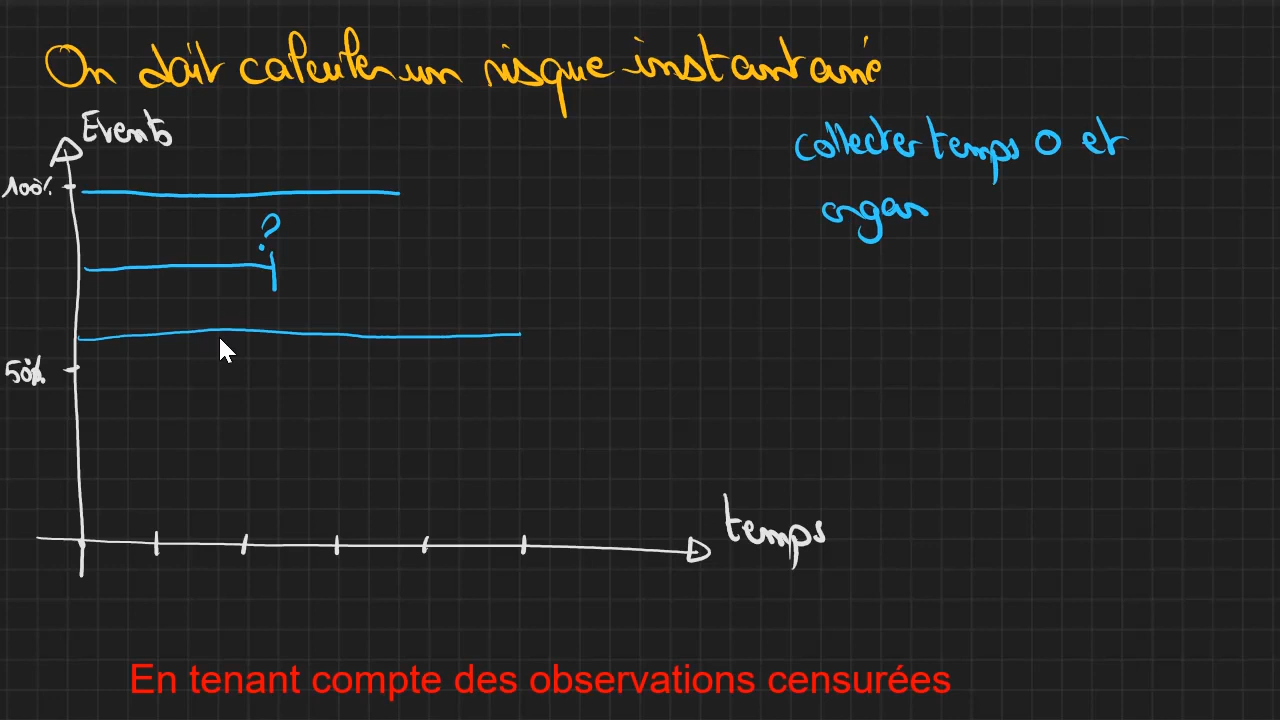 On doit calculer un risque instantané
Events
collecter temps 0 et
100%
organ
?
50%
temps
En tenant compte des observations censurées